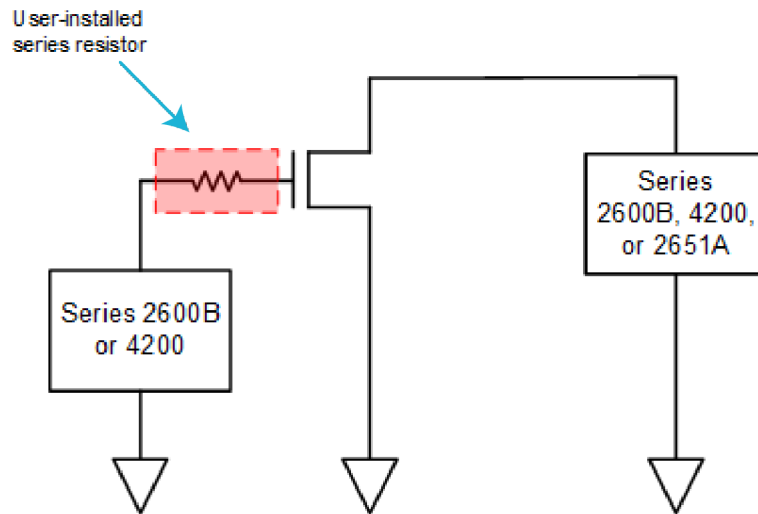 User-installed
series resistor
Series 2600B
or 4200
Series
2600B, 4200,
or 2651A